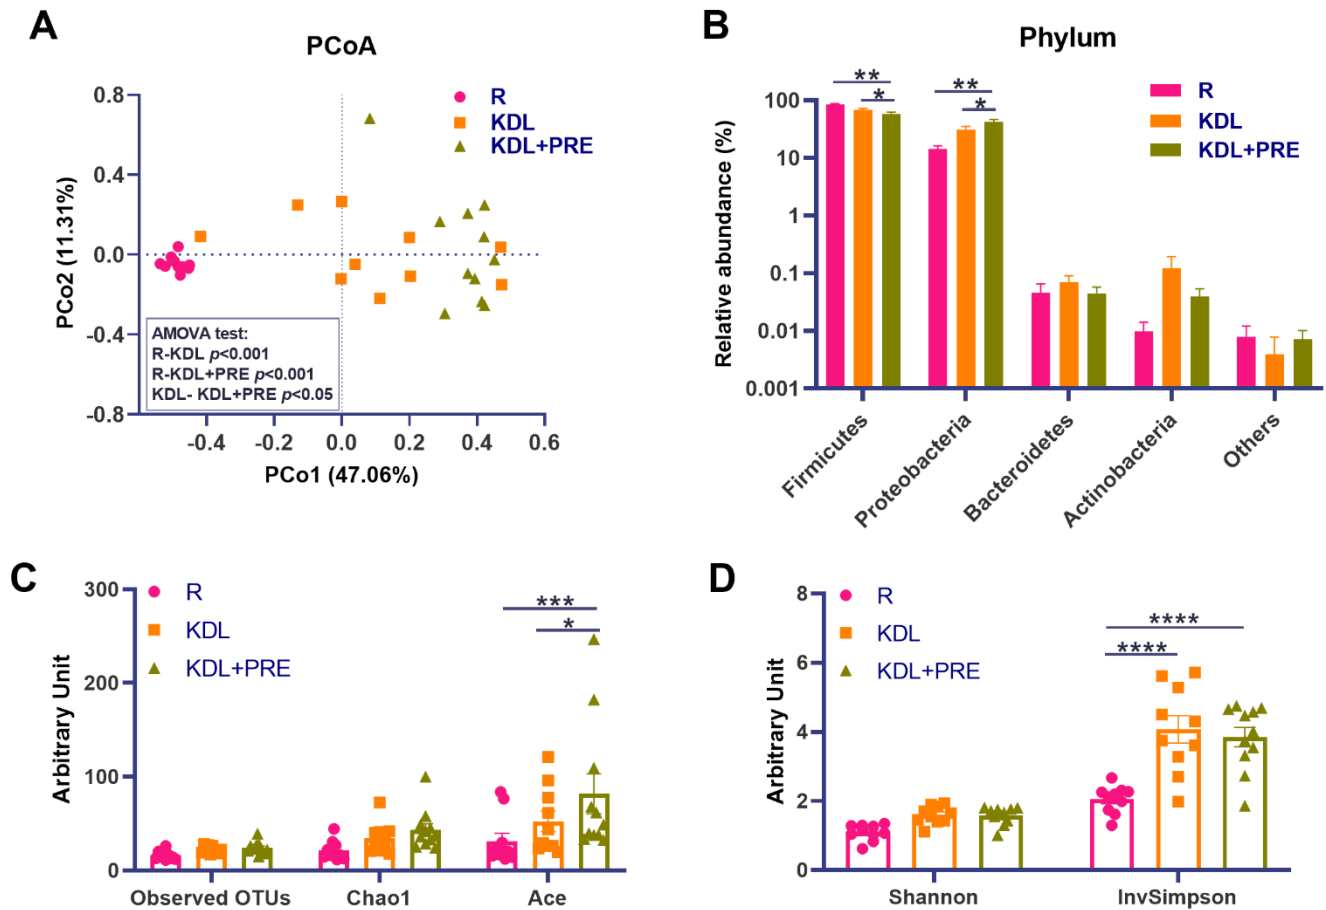 A
PCoA
R
KDL
KDL+PRE
0.8
0.4
0.0
-0.4
-0.8
PCo2 (11.31%)
AMOVA test:
R-KDL p<0.001
R-KDL+PRE p<0.001
KDL- KDL+PRE p<0.05
-0.4
-0.2
0.0
0.2
0.4
0.6
PCo1 (47.06%)
B
Phylum
**
*
**
*
R
KDL
KDL+PRE
100
10
1
0.1
0.01
0.001
Relative abundance (%)
Firmicutes
Proteobacteria
Bacteroidetes
Actinobacteria
Others
C
R
KDL
KDL+PRE
***
*
300
200
100
0
Arbitrary Unit
Observed OTUs
Chao1
Ace
D
R
KDL
KDL+PRE
****
****
8
6
4
2
0
Arbitrary Unit
Shannon
InvSimpson